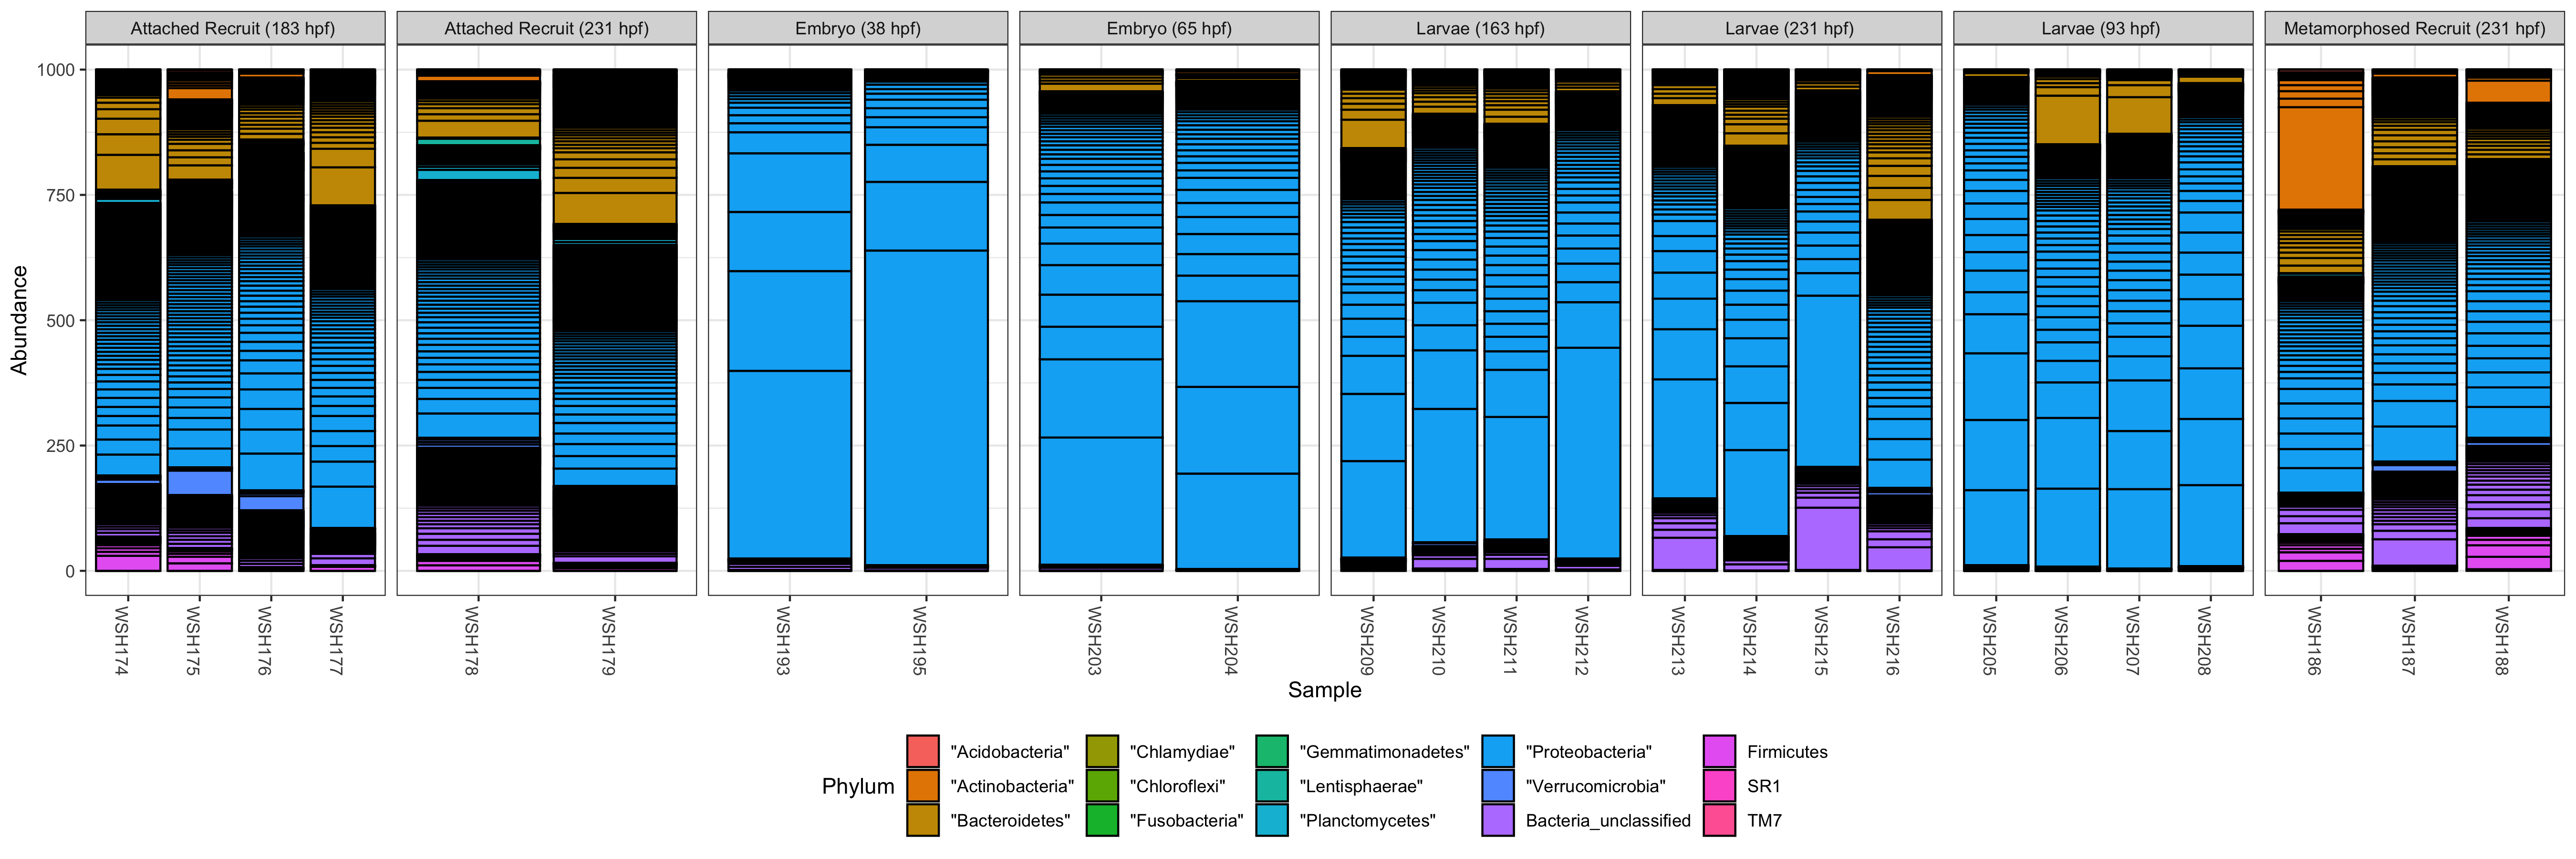 Attached Recruit (183 hpf) Attached Recruit (231 hpf) Embryo (38 hpf) Embryo (65 hpf) Larvae (163 hpf) Larvae (231 hpf) Larvae (93 hpf) Metamorphosed Recruit (231 hpf)
1000
750
500
250
0
Abundance
WSH174 WSH175 WSH176 WSH177 WSH178 WSH179 WSH193 WSH195 WSH203 WSH204 WSH209 WSH210 WSH211 WSH212 WSH213 WSH214 WSH215 WSH216 WSH205 WSH206 WSH207 WSH208 WSH186 WSH187 WSH188
Sample
Phylum
"Acidobacteria" "Chlamydiae" "Gemmatimonadetes" "Proteobacteria" Firmicutes
"Actinobacteria" "Chloroflexi" "Lentisphaerae" "Verrucomicrobia" SR1
"Bacteroidetes" "Fusobacteria" "Planctomycetes" Bacteria_unclassified TM7